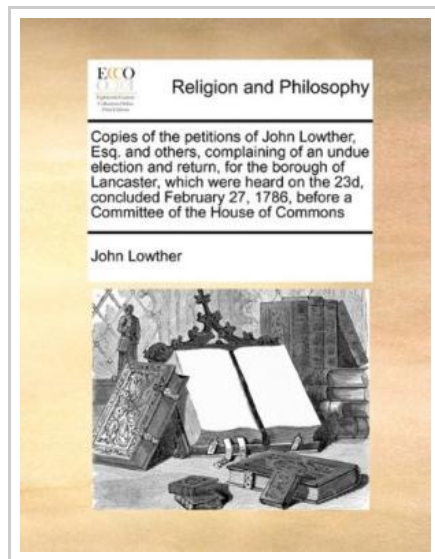 ECCO
Religion and Philosophy
Copies of the petitions of John Lowther,
Esq. and others, complaining of an undue
election and return, for the borough of
Lancaster, which were heard on the 23d,
concluded February 27, 1786, before a
Committee of the House of Commons
John Lowther